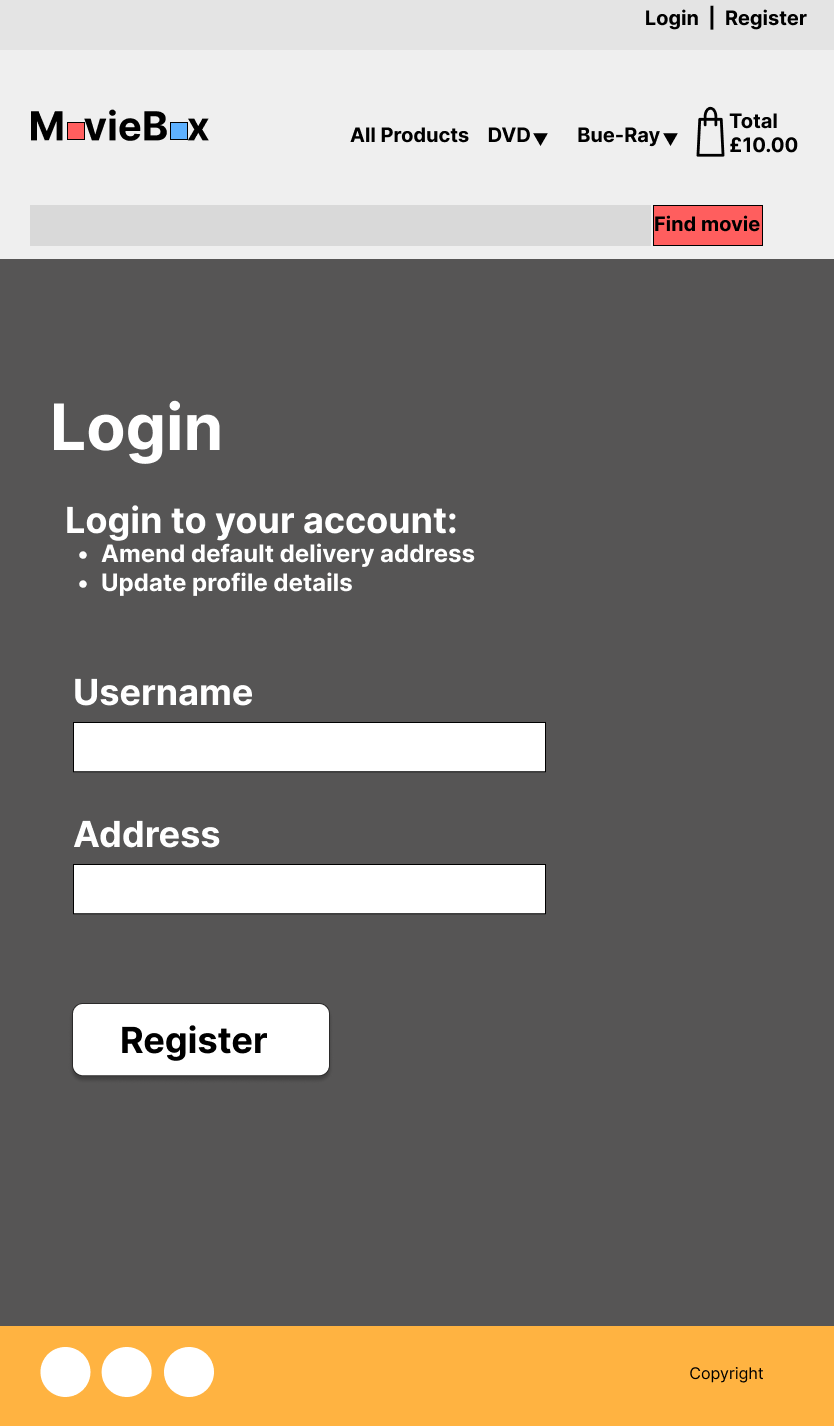 Login | Register
MovieBox
All Products DVD▼ Bue-Ray▼
Total
£10.00
Find movie
Login
Login to your account:
• Amend default delivery address
• Update profile details
Username
Address
Register
Copyright